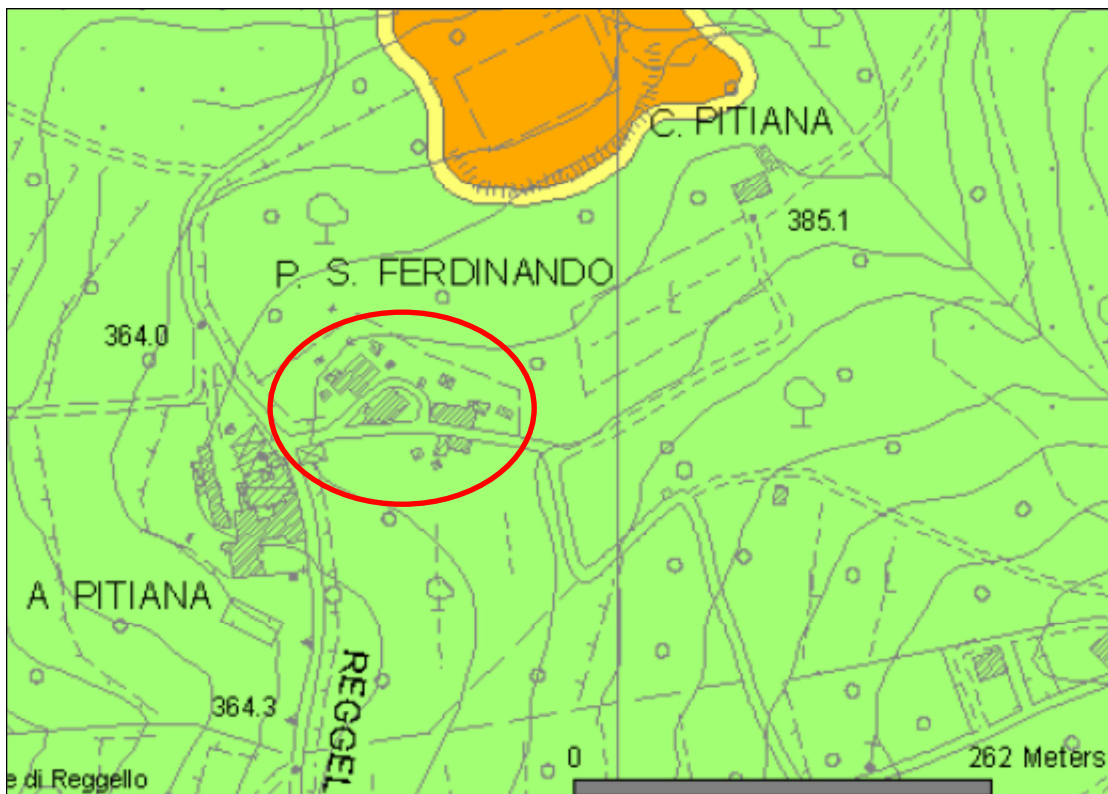 C. PITIANA
385.1
P. S. FERDINANDO
364.0
A PITIANA
REGGEL
364.3
0 262 Meters
e di Reggello